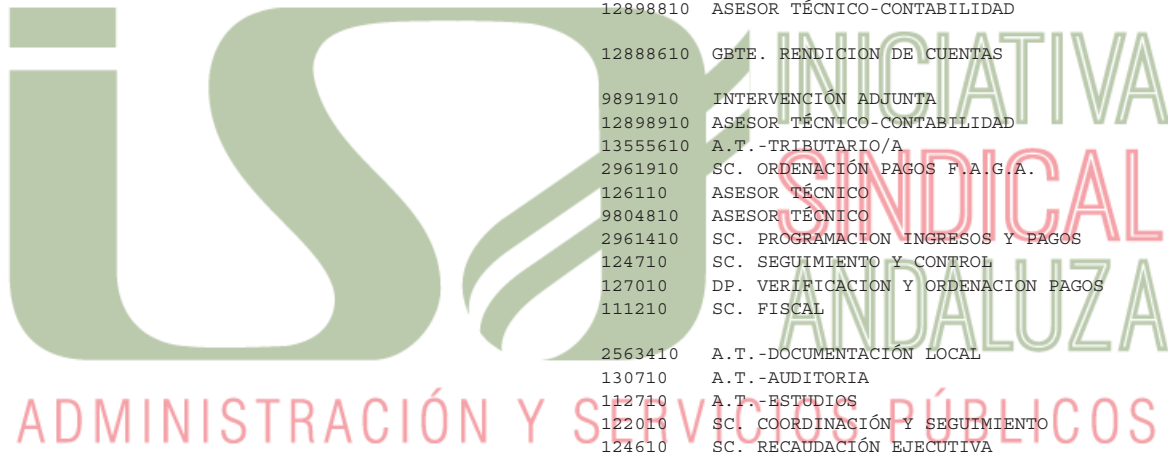 12898810 ASESOR TÉCNICO-CONTABILIDAD
12888610 GBTE. RENDICION DE CUENTAS
9891910 INTERVENCIÓN ADJUNTA
12898910 ASESOR TÉCNICO-CONTABILIDAD
13555610 A.T.-TRIBUTARIO/A
2961910 SC. ORDENACIÓN PAGOS F.A.G.A.
126110 ASESOR TÉCNICO
9804810 ASESOR TÉCNICO
2961410 SC. PROGRAMACION INGRESOS Y PAGOS
124710 SC. SEGUIMIENTO Y CONTROL
127010 DP. VERIFICACION Y ORDENACION PAGOS
111210 SC. FISCAL
2563410 A.T.-DOCUMENTACIÓN LOCAL
130710 A.T.-AUDITORIA
112710 A.T.-ESTUDIOS
122010 SC. COORDINACIÓN Y SEGUIMIENTO
124610 SC. RECAUDACIÓN EJECUTIVA
isa
INICIATIVA
SINDICAL
ANDALUZA
ADMINISTRACIÓN Y SERVICIOS PÚBLICOS